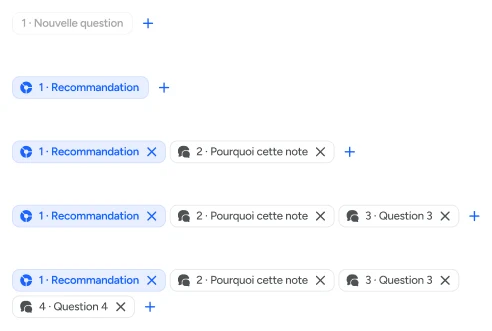 1 · Nouvelle question +
1 · Recommandation +
1 · Recommandation × 2 · Pourquoi cette note × +
1 · Recommandation × 2 · Pourquoi cette note × 3 · Question 3 × +
1 · Recommandation × 2 · Pourquoi cette note × 3 · Question 3 ×
4 · Question 4 × +